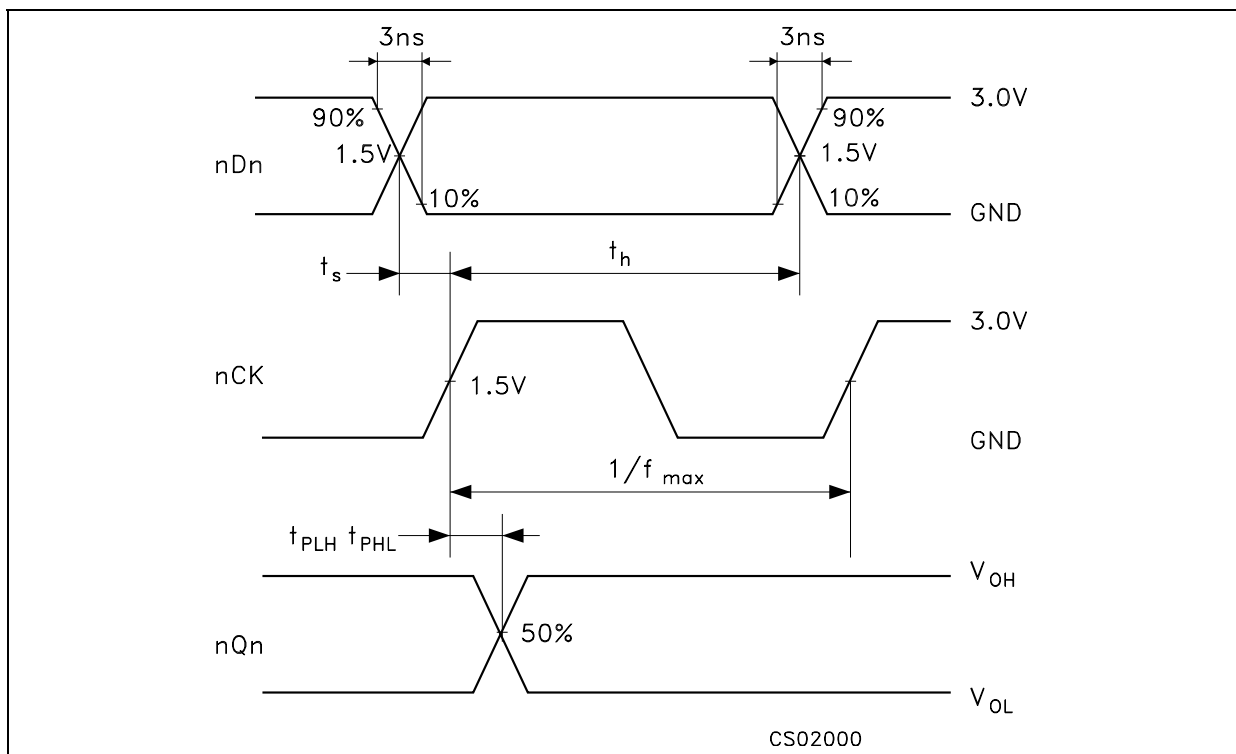 3ns 3ns
3.0V
90% 90%
nDn 1.5V 1.5V
10% 10%
GND
ts th
3.0V
nCK 1.5V
GND
1/f max
tPLH tPHL
VOH
nQn 50%
VOL
CS02000